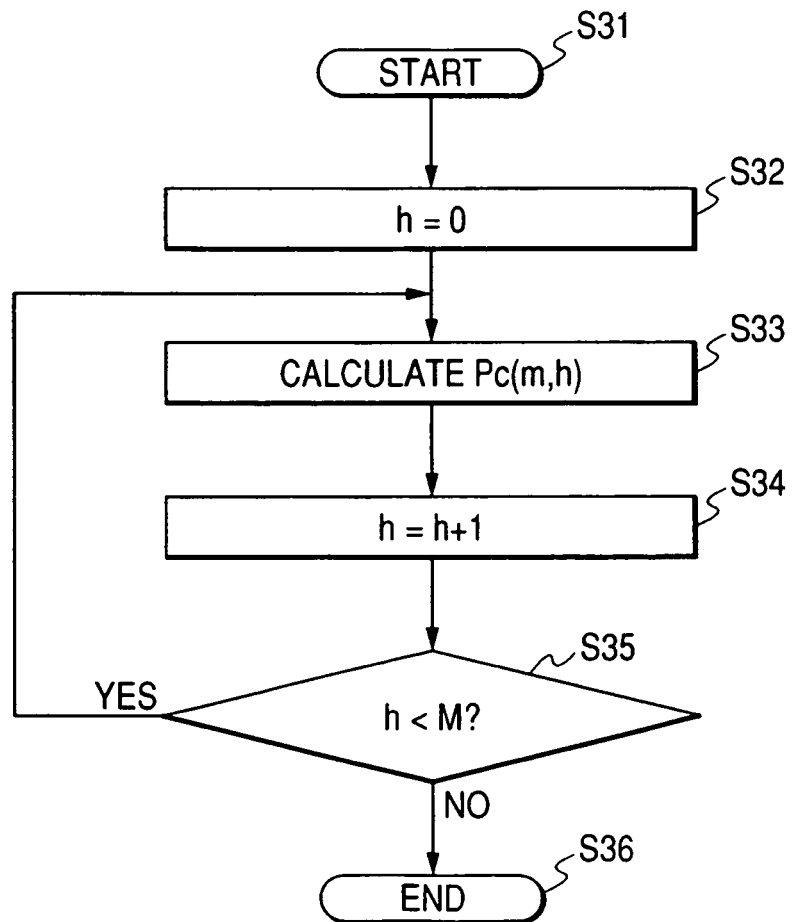 S31
START
S32
h = 0
S33
CALCULATE Pc(m,h)
S34
h = h+1
S35
YES
h < M?
NO
S36
END